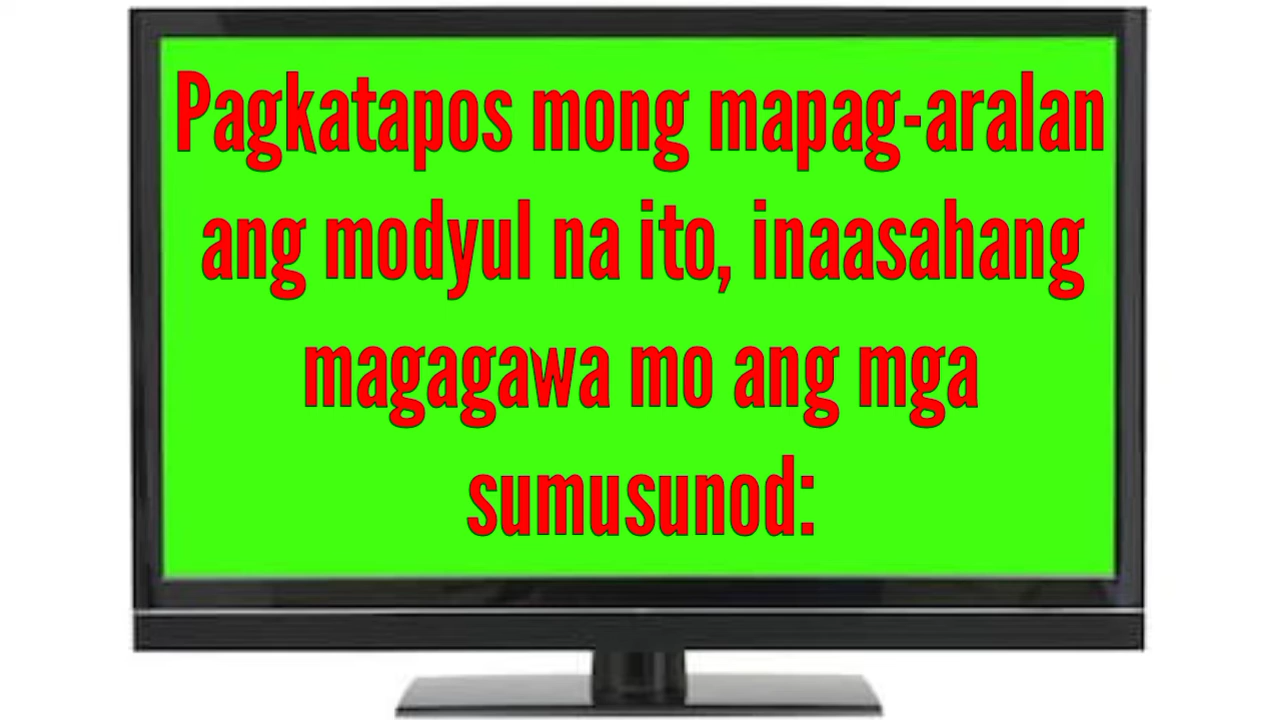 Pagkatapos mong mapag-aralan
ang modyul na ito, inaasahang
magagawa mo ang mga
sumusunod: